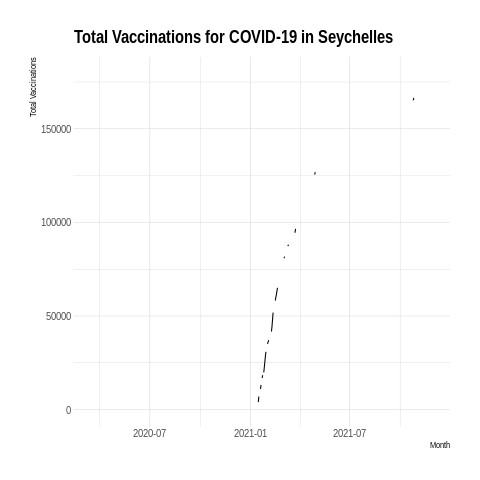 Total Vaccinations for COVID-19 in Seychelles
Total Vaccinations
150000
100000
50000
0
2020-07
2021-01
2021-07
Month